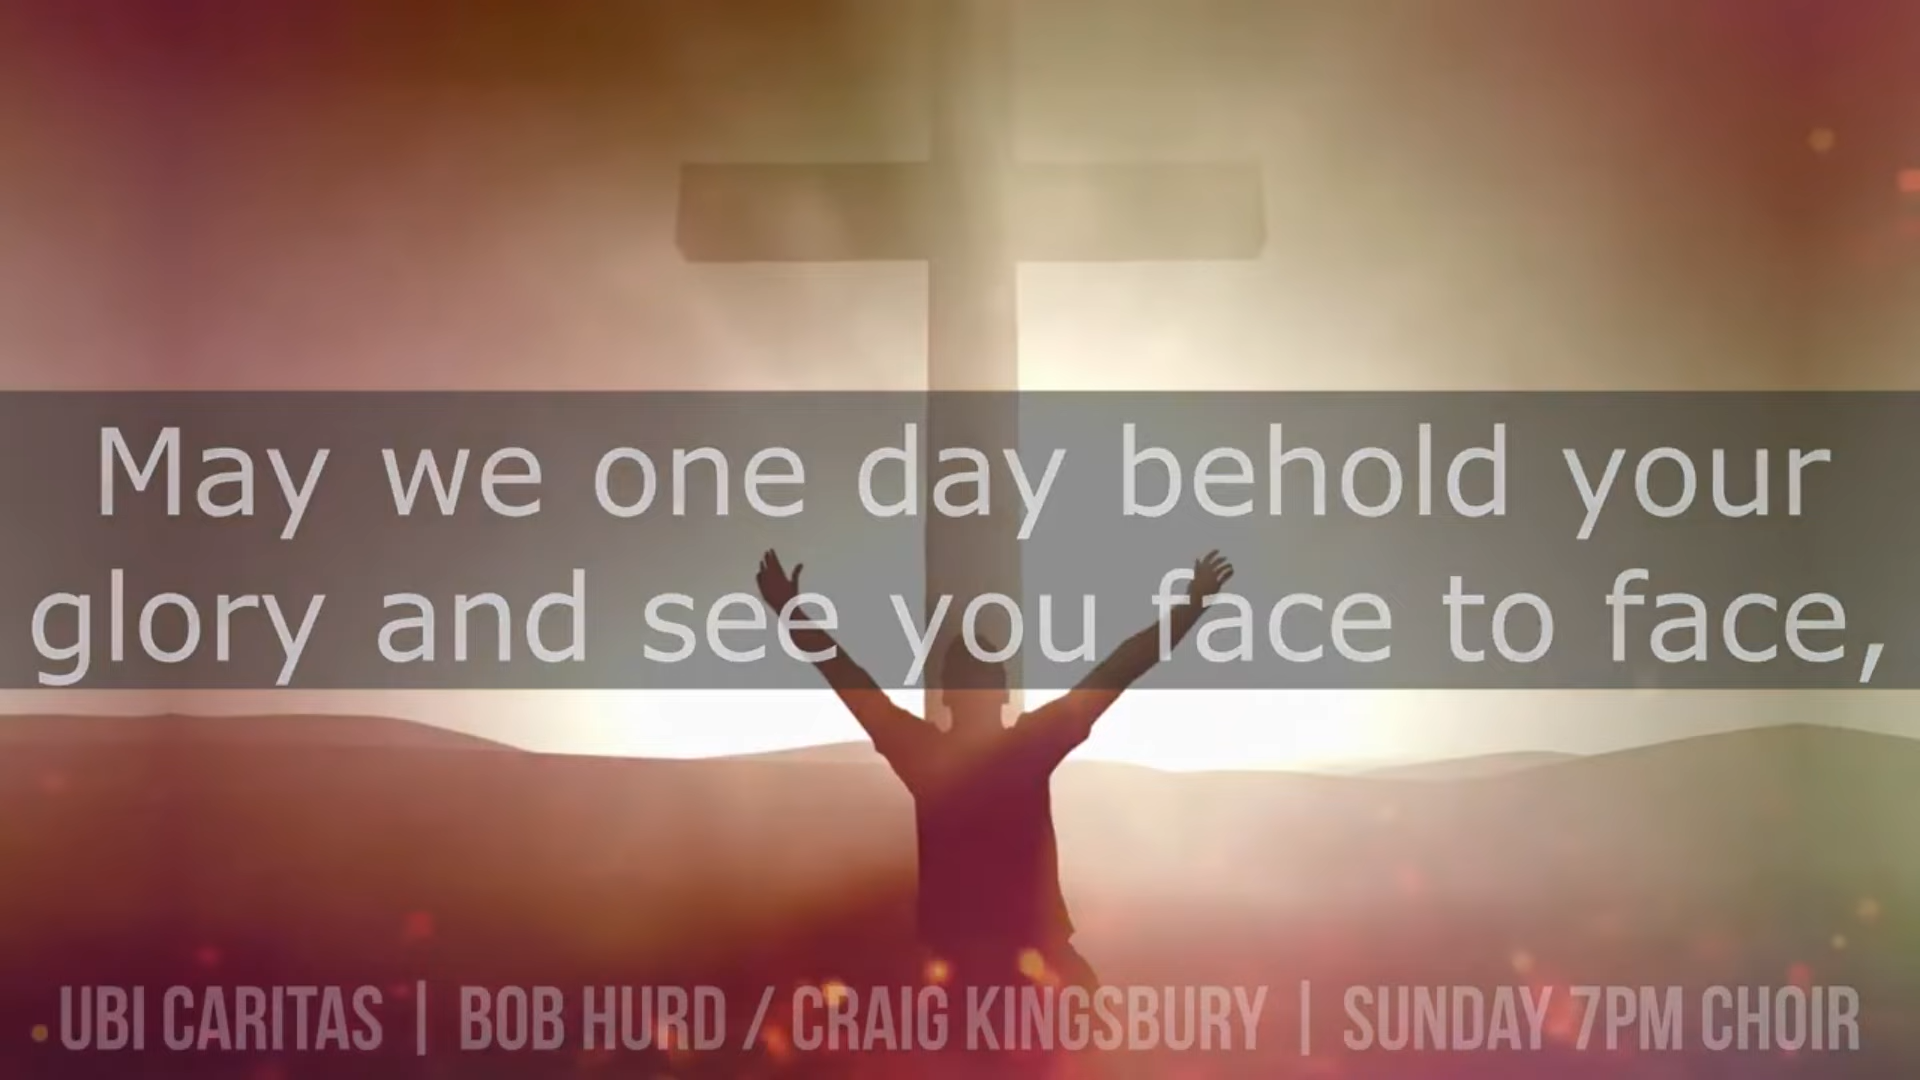 May we one day behold your
glory and see you face to face,
UBI CARITAS | BOB HURD / CRAIG KINGSBURY | SUNDAY 7PM CHOIR